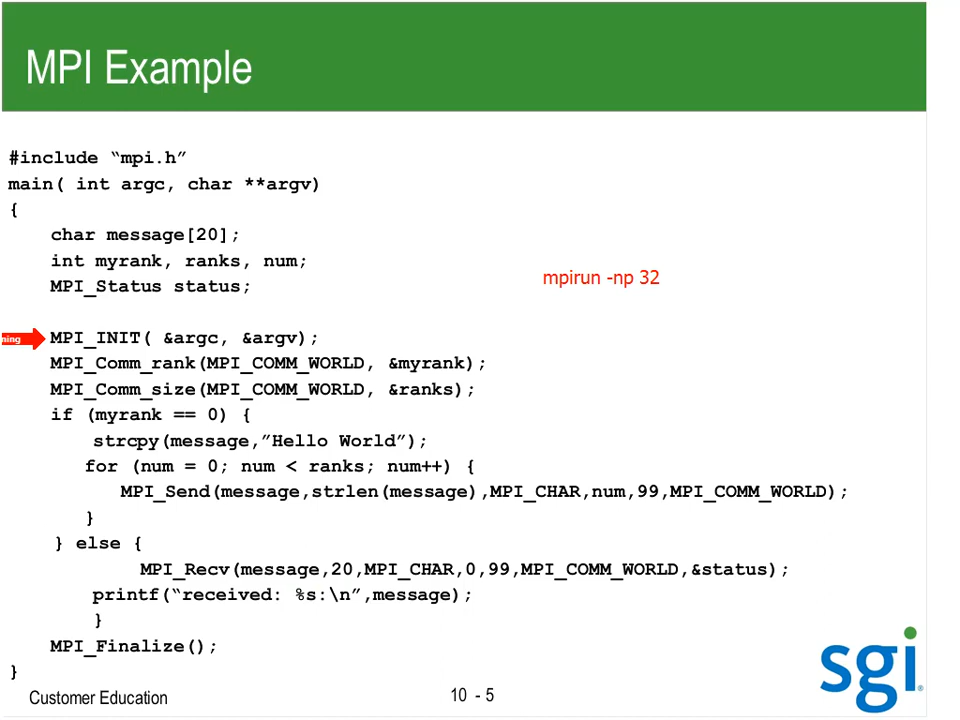 MPI Example
#include “mpi.h”
main( int argc, char **argv)
{
char message[20];
int myrank, ranks, num;
MPI_Status status;
mpirun -np 32
ning
MPI_INIT( &argc, &argv);
MPI_Comm_rank(MPI_COMM_WORLD, &myrank);
MPI_Comm_size(MPI_COMM_WORLD, &ranks);
if (myrank == 0) {
strcpy(message,”Hello World”);
for (num = 0; num < ranks; num++) {
MPI_Send(message,strlen(message),MPI_CHAR,num,99,MPI_COMM_WORLD);
}
} else {
MPI_Recv(message,20,MPI_CHAR,0,99,MPI_COMM_WORLD,&status);
printf(“received: %s:\n”,message);
}
MPI_Finalize();
}
Customer Education
10 - 5
sgi®